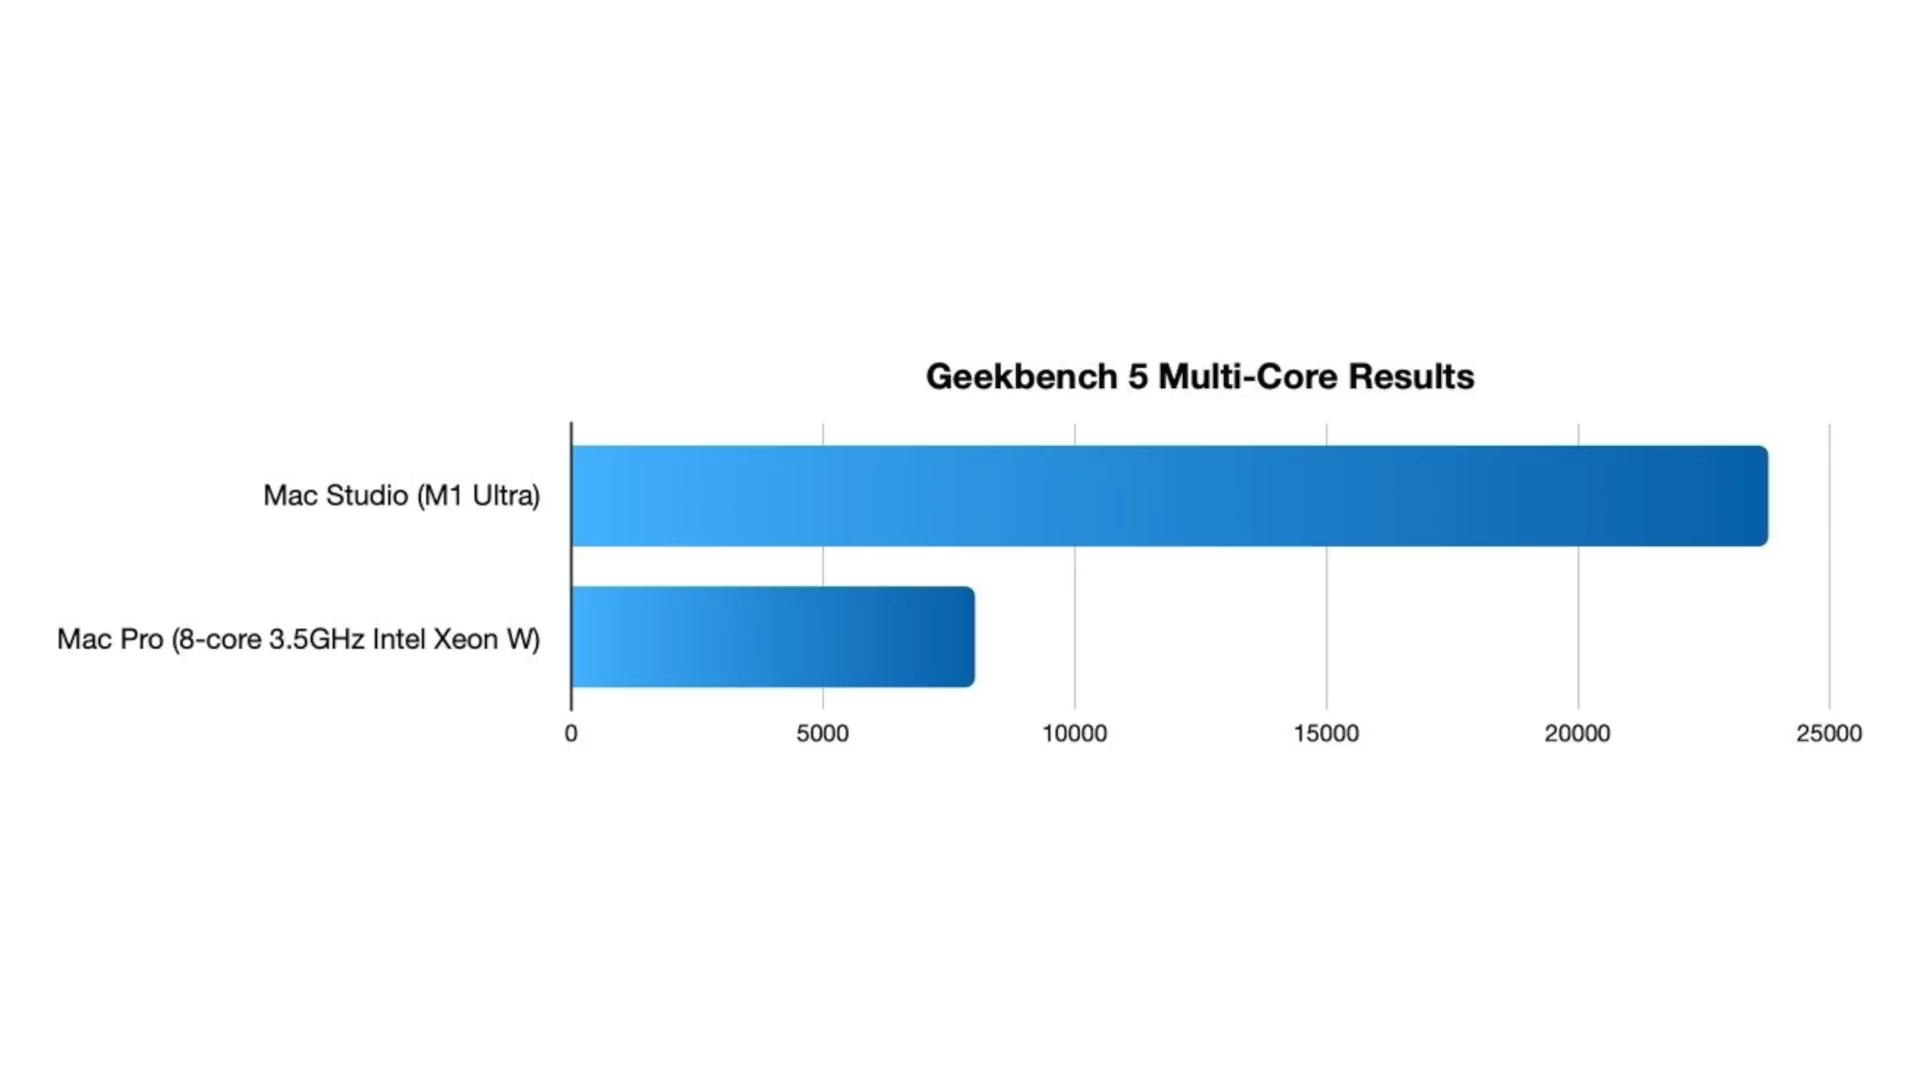 Geekbench 5 Multi-Core Results
Mac Studio (M1 Ultra)
Mac Pro (8-core 3.5GHz Intel Xeon W)
0 5000 10000 15000 20000 25000